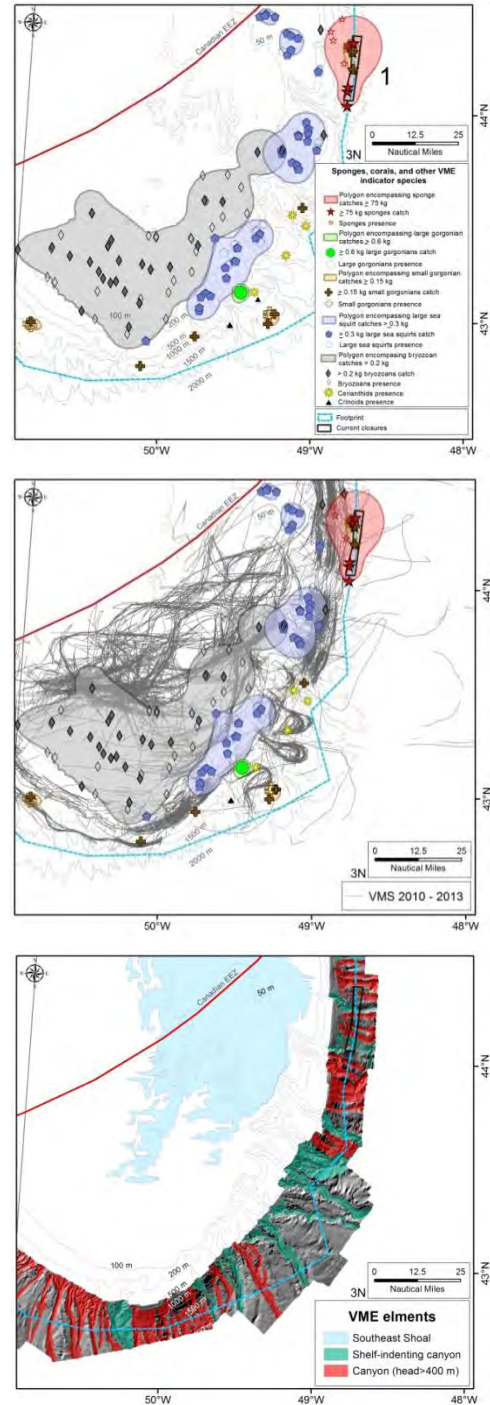 Canadian EEZ
50 m
1
44°N
0 12.5 25
Nautical Miles
3N
Sponges, corals, and other VME
indicator species
Polygon encompassing sponge
catches ≥ 75 kg
≥ 75 kg sponges catch
Sponges presence
Polygon encompassing large gorgonian
catches ≥ 0.6 kg
≥ 0.6 kg large gorgonians catch
Large gorgonians presence
Polygon encompassing small gorgonian
catches ≥ 0.15 kg
≥ 0.15 kg small gorgonians catch
Small gorgonians presence
Polygon encompassing large sea
squirt catches ≥ 0.3 kg
≥ 0.3 kg large sea squirts catch
Large sea squirts presence
Polygon encompassing bryozoan
catches > 0.2 kg
> 0.2 kg bryozoans catch
Bryozoans presence
Cerianthids presence
Crinoids presence
Footprint
Current closures
100 m
200 m
500 m
1000 m
1500 m
2000 m
43°N
50°W 49°W 48°W
Canadian EEZ
50 m
44°N
43°N
1500 m
2000 m
0 12.5 25
Nautical Miles
3N
VMS 2010 - 2013
50°W 49°W 48°W
Canadian EEZ
50 m
44°N
100 m
200 m
500 m
1000 m
1500 m
43°N
0 12.5 25
Nautical Miles
3N
VME elments
Southeast Shoal
Shelf-indenting canyon
Canyon (head>400 m)
50°W 49°W 48°W